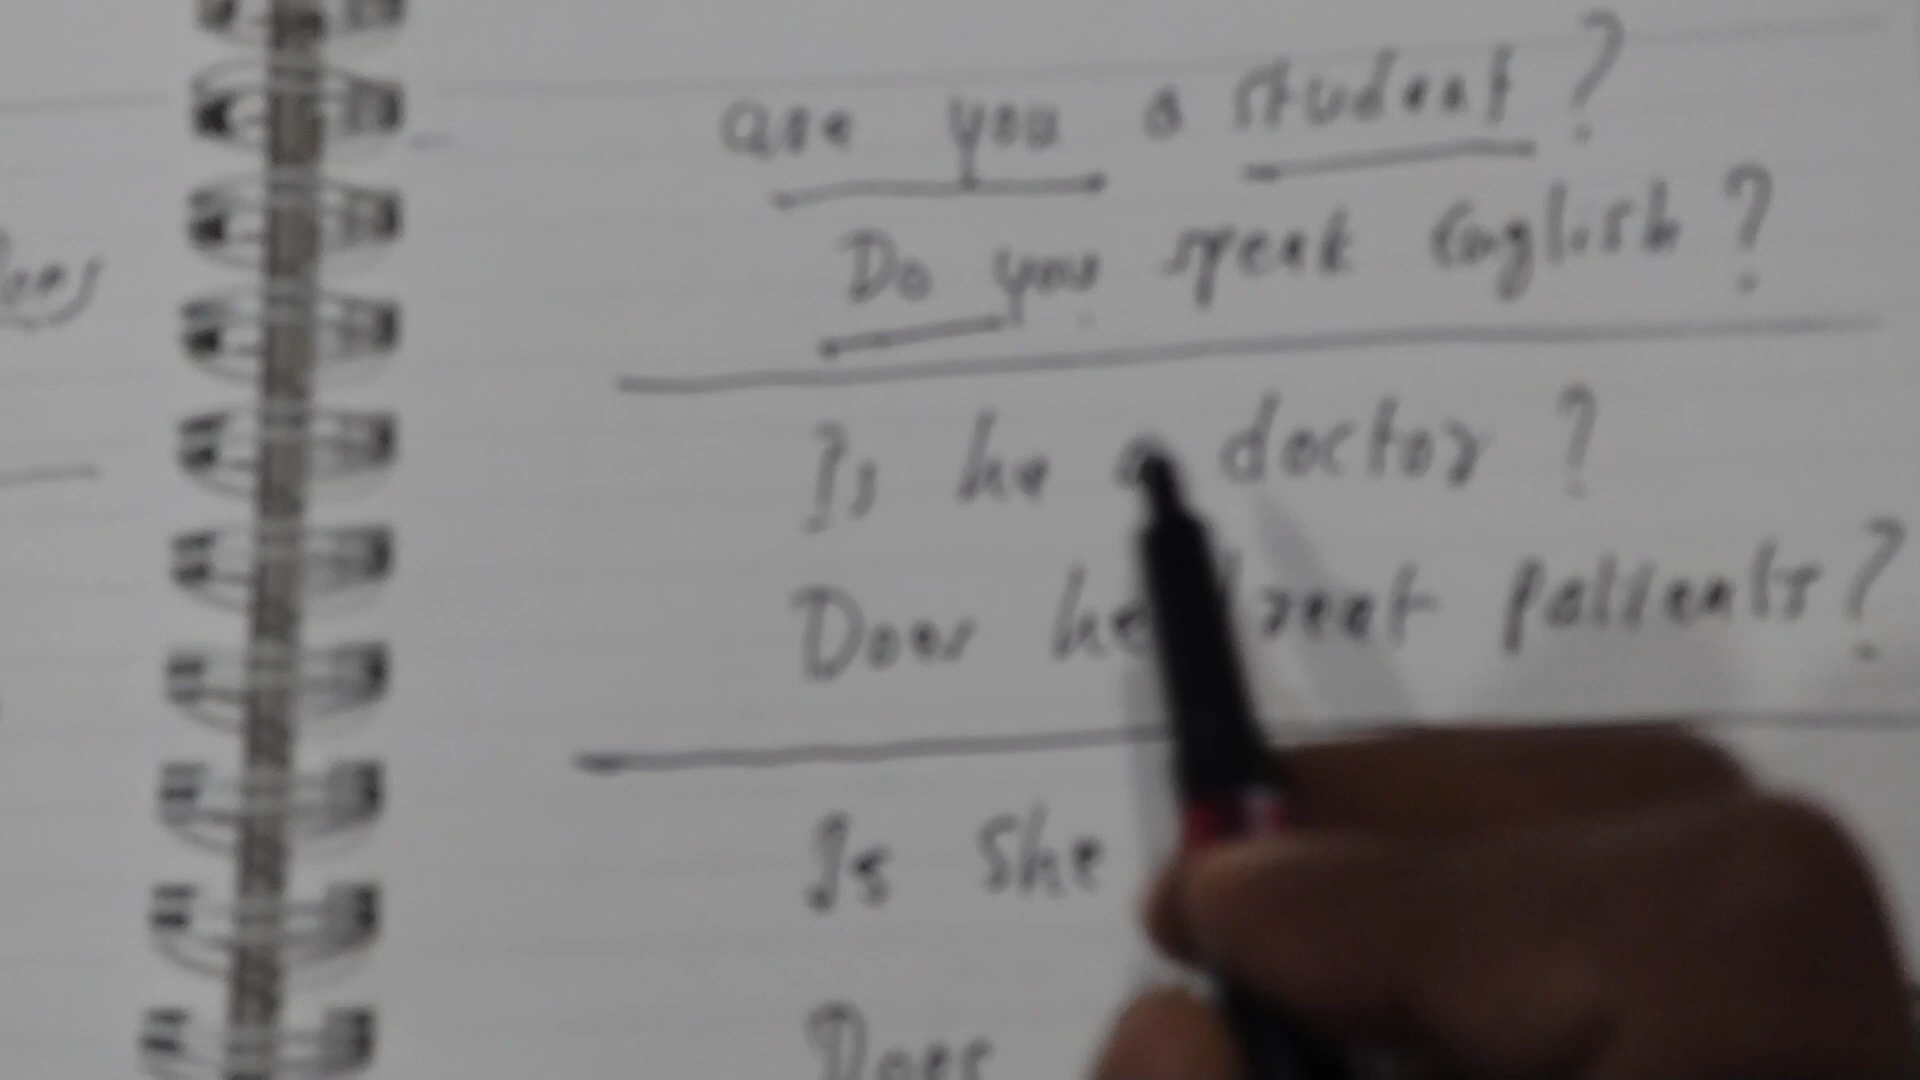 are you a student?
Do you speak English?
Is he a doctor?
Does he treat patients?
Is She
Does